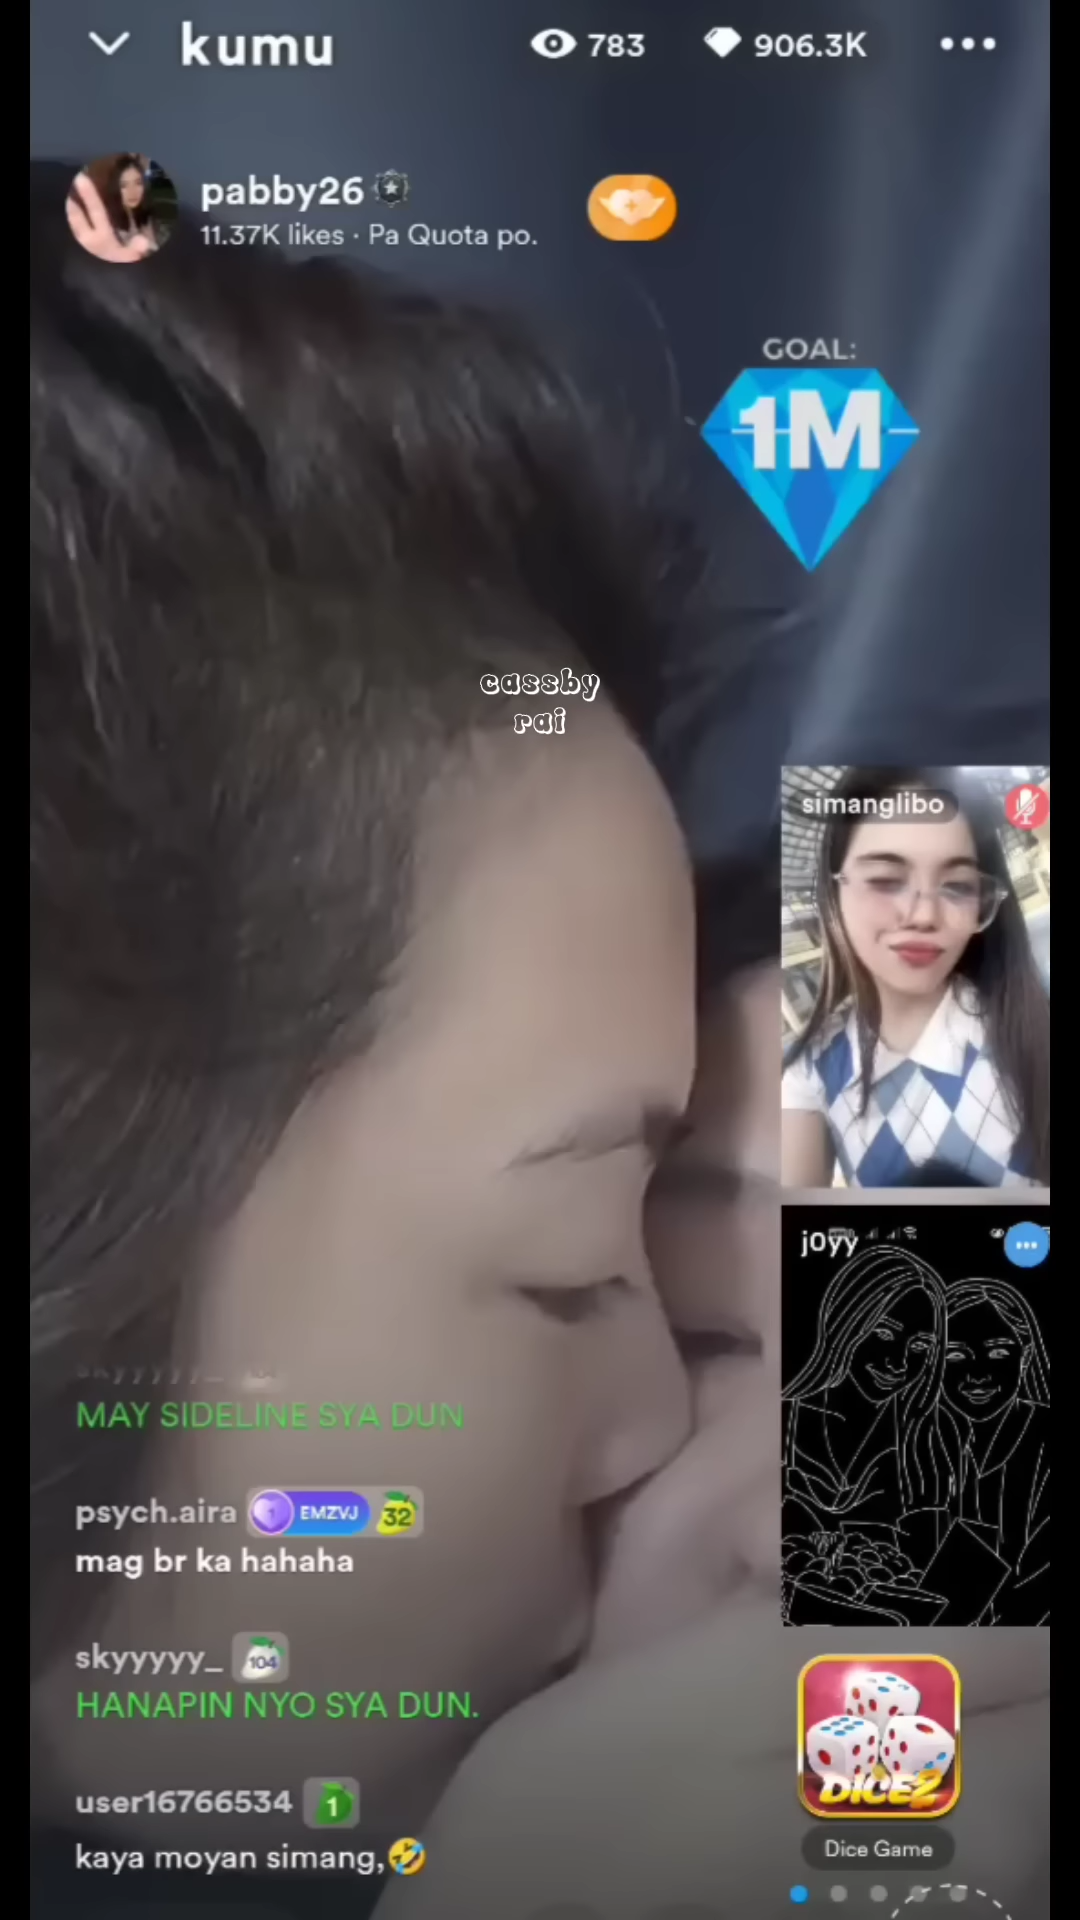 kumu
783
906.3K
pabby26
11.37K likes · Pa Quota po.
GOAL:
1M
cassby
rai
simanglibo
j0yy
skyyyyy_
MAY SIDELINE SYA DUN
psych.aira EMZVJ 32
mag br ka hahaha
skyyyyy_ 104
HANAPIN NYO SYA DUN.
user16766534 1
kaya moyan simang,🤣
DICE2
Dice Game